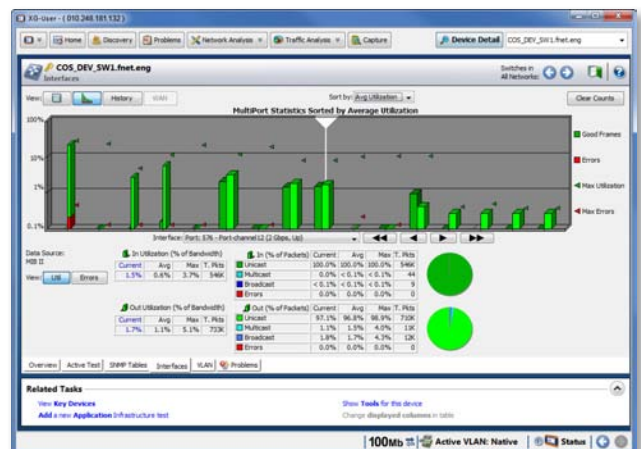 XG-User - ( 010.248.181.132 )
Home Discovery Problems Network Analysis Traffic Analysis Capture Device Detail COS_DEV_SW1.fnet.eng
COS_DEV_SW1.fnet.eng
Interfaces
Switches in
All Networks:
View: History VLAN Sort by: Avg Utilization Clear Counts
MultiPort Statistics Sorted by Average Utilization
100%
10%
1%
0.1%
Good Frames
Errors
Max Utilization
Max Errors
Interface: Port: 576 - Port-channel12 (2 Gbps, Up)
Data Source:
MIB II
View: Util Errors
In Utilization (% of Bandwidth)
Current Avg Max T. Pkts
1.5% 0.6% 3.7% 546K
In (% of Packets) Current Avg Max T. Pkts
Unicast 100.0% 100.0% 100.0% 546K
Multicast 0.0% < 0.1% < 0.1% 44
Broadcast < 0.1% < 0.1% < 0.1% 9
Errors 0.0% 0.0% 0.0% 0
Out Utilization (% of Bandwidth)
Current Avg Max T. Pkts
1.7% 1.1% 5.1% 733K
Out (% of Packets) Current Avg Max T. Pkts
Unicast 97.1% 96.8% 98.9% 710K
Multicast 1.1% 1.5% 4.0% 11K
Broadcast 1.8% 1.7% 4.3% 12K
Errors 0.0% 0.0% 0.0% 0
Overview Active Test SNMP Tables Interfaces VLAN Problems
Related Tasks
View Key Devices
Add a new Application Infrastructure test
Show Tools for this device
Change displayed columns in table
100Mb Active VLAN: Native Status